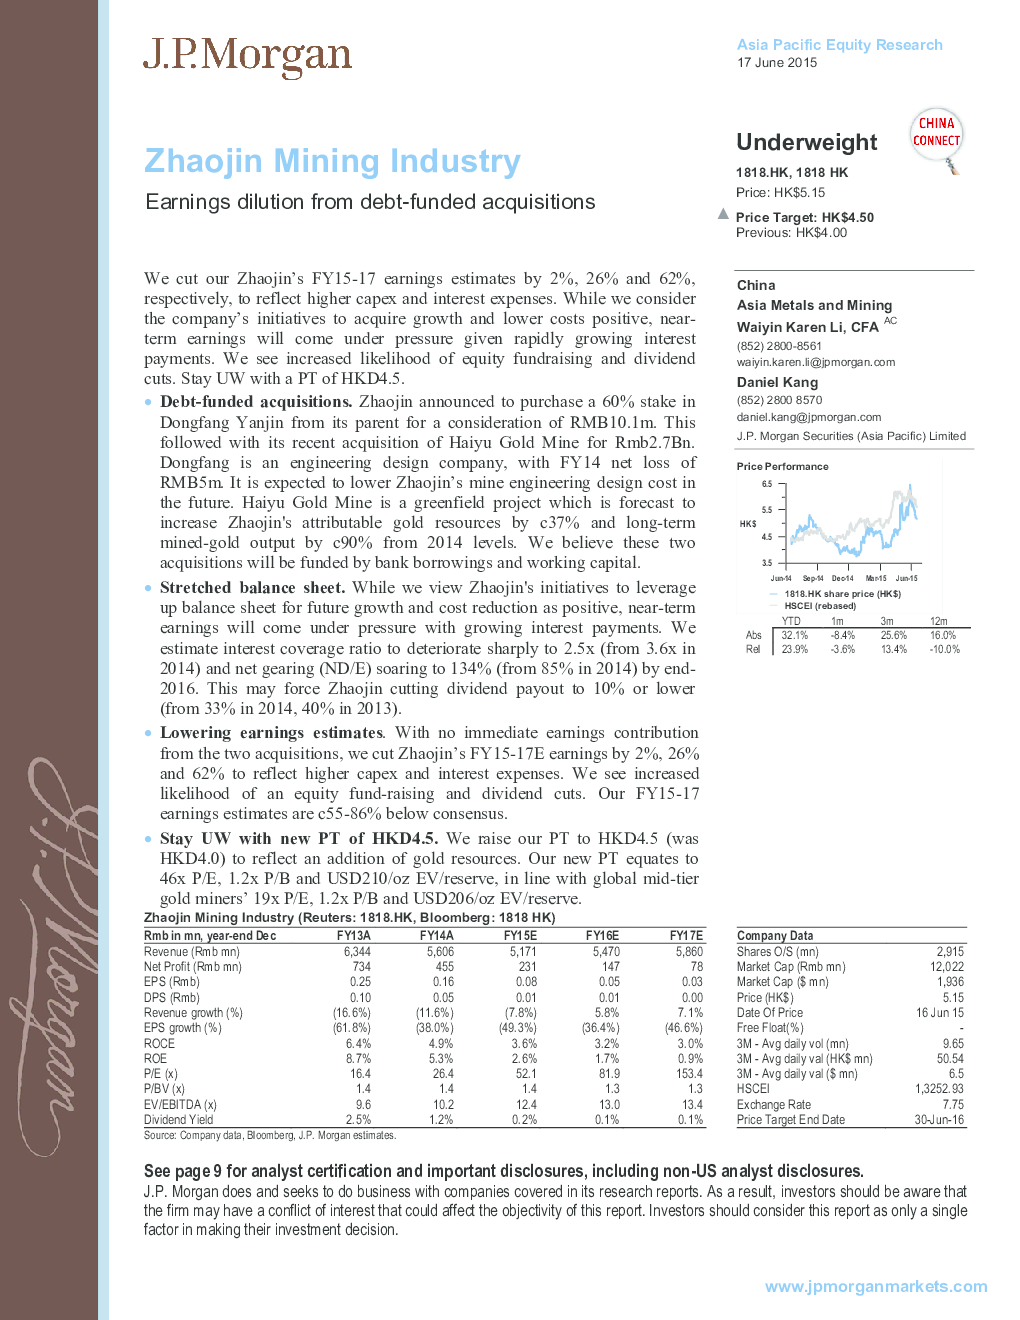 J.P.Morgan
Asia Pacific Equity Research
17 June 2015
Zhaojin Mining Industry
Earnings dilution from debt-funded acquisitions
Underweight
CHINA
CONNECT
1818.HK, 1818 HK
Price: HK$5.15
Price Target: HK$4.50
Previous: HK$4.00
We cut our Zhaojin's FY15-17 earnings estimates by 2%, 26% and 62%,
respectively, to reflect higher capex and interest expenses. While we consider
the company's initiatives to acquire growth and lower costs positive, near-
term earnings will come under pressure given rapidly growing interest
payments. We see increased likelihood of equity fundraising and dividend
cuts. Stay UW with a PT of HKD4.5.
• Debt-funded acquisitions. Zhaojin announced to purchase a 60% stake in
Dongfang Yanjin from its parent for a consideration of RMB10.1m. This
followed with its recent acquisition of Haiyu Gold Mine for Rmb2.7Bn.
Dongfang is an engineering design company, with FY14 net loss of
RMB5m. It is expected to lower Zhaojin's mine engineering design cost in
the future. Haiyu Gold Mine is a greenfield project which is forecast to
increase Zhaojin's attributable gold resources by c37% and long-term
mined-gold output by c90% from 2014 levels. We believe these two
acquisitions will be funded by bank borrowings and working capital.
• Stretched balance sheet. While we view Zhaojin's initiatives to leverage
up balance sheet for future growth and cost reduction as positive, near-term
earnings will come under pressure with growing interest payments. We
estimate interest coverage ratio to deteriorate sharply to 2.5x (from 3.6x in
2014) and net gearing (ND/E) soaring to 134% (from 85% in 2014) by end-
2016. This may force Zhaojin cutting dividend payout to 10% or lower
(from 33% in 2014, 40% in 2013).
• Lowering earnings estimates. With no immediate earnings contribution
from the two acquisitions, we cut Zhaojin's FY15-17E earnings by 2%, 26%
and 62% to reflect higher capex and interest expenses. We see increased
likelihood of an equity fund-raising and dividend cuts. Our FY15-17
earnings estimates are c55-86% below consensus.
• Stay UW with new PT of HKD4.5. We raise our PT to HKD4.5 (was
HKD4.0) to reflect an addition of gold resources. Our new PT equates to
46x P/E, 1.2x P/B and USD210/oz EV/reserve, in line with global mid-tier
gold miners' 19x P/E, 1.2x P/B and USD206/oz EV/reserve.
China
Asia Metals and Mining
Waiyin Karen Li, CFA AC
(852) 2800-8561
waiyin.karen.li@jpmorgan.com
Daniel Kang
(852) 2800 8570
daniel.kang@jpmorgan.com
J.P. Morgan Securities (Asia Pacific) Limited
Price Performance
6.5
5.5
HK$
4.5
3.5
Jun-14 Sep-14 Dec-14 Mar-15 Jun-15
1818.HK share price (HK$)
HSCEI (rebased)
YTD 1m 3m 12m
Abs 32.1% -8.4% 25.6% 16.0%
Rel 23.9% -3.6% 13.4% -10.0%
Zhaojin Mining Industry (Reuters: 1818.HK, Bloomberg: 1818 HK)
Rmb in mn, year-end Dec FY13A FY14A FY15E FY16E FY17E
Revenue (Rmb mn) 6,344 5,606 5,171 5,470 5,860
Net Profit (Rmb mn) 734 455 231 147 78
EPS (Rmb) 0.25 0.16 0.08 0.05 0.03
DPS (Rmb) 0.10 0.05 0.01 0.01 0.00
Revenue growth (%) (16.6%) (11.6%) (7.8%) 5.8% 7.1%
EPS growth (%) (61.8%) (38.0%) (49.3%) (36.4%) (46.6%)
ROCE 6.4% 4.9% 3.6% 3.2% 3.0%
ROE 8.7% 5.3% 2.6% 1.7% 0.9%
P/E (x) 16.4 26.4 52.1 81.9 153.4
P/BV (x) 1.4 1.4 1.4 1.3 1.3
EV/EBITDA (x) 9.6 10.2 12.4 13.0 13.4
Dividend Yield 2.5% 1.2% 0.2% 0.1% 0.1%
Source: Company data, Bloomberg, J.P. Morgan estimates.
Company Data
Shares O/S (mn) 2,915
Market Cap (Rmb mn) 12,022
Market Cap ($ mn) 1,936
Price (HK$) 5.15
Date Of Price 16 Jun 15
Free Float(%) -
3M - Avg daily vol (mn) 9.65
3M - Avg daily val (HK$ mn) 50.54
3M - Avg daily val ($ mn) 6.5
HSCEI 1,3252.93
Exchange Rate 7.75
Price Target End Date 30-Jun-16
See page 9 for analyst certification and important disclosures, including non-US analyst disclosures.
J.P. Morgan does and seeks to do business with companies covered in its research reports. As a result, investors should be aware that
the firm may have a conflict of interest that could affect the objectivity of this report. Investors should consider this report as only a single
factor in making their investment decision.
www.jpmorganmarkets.com
J.P. Morgan